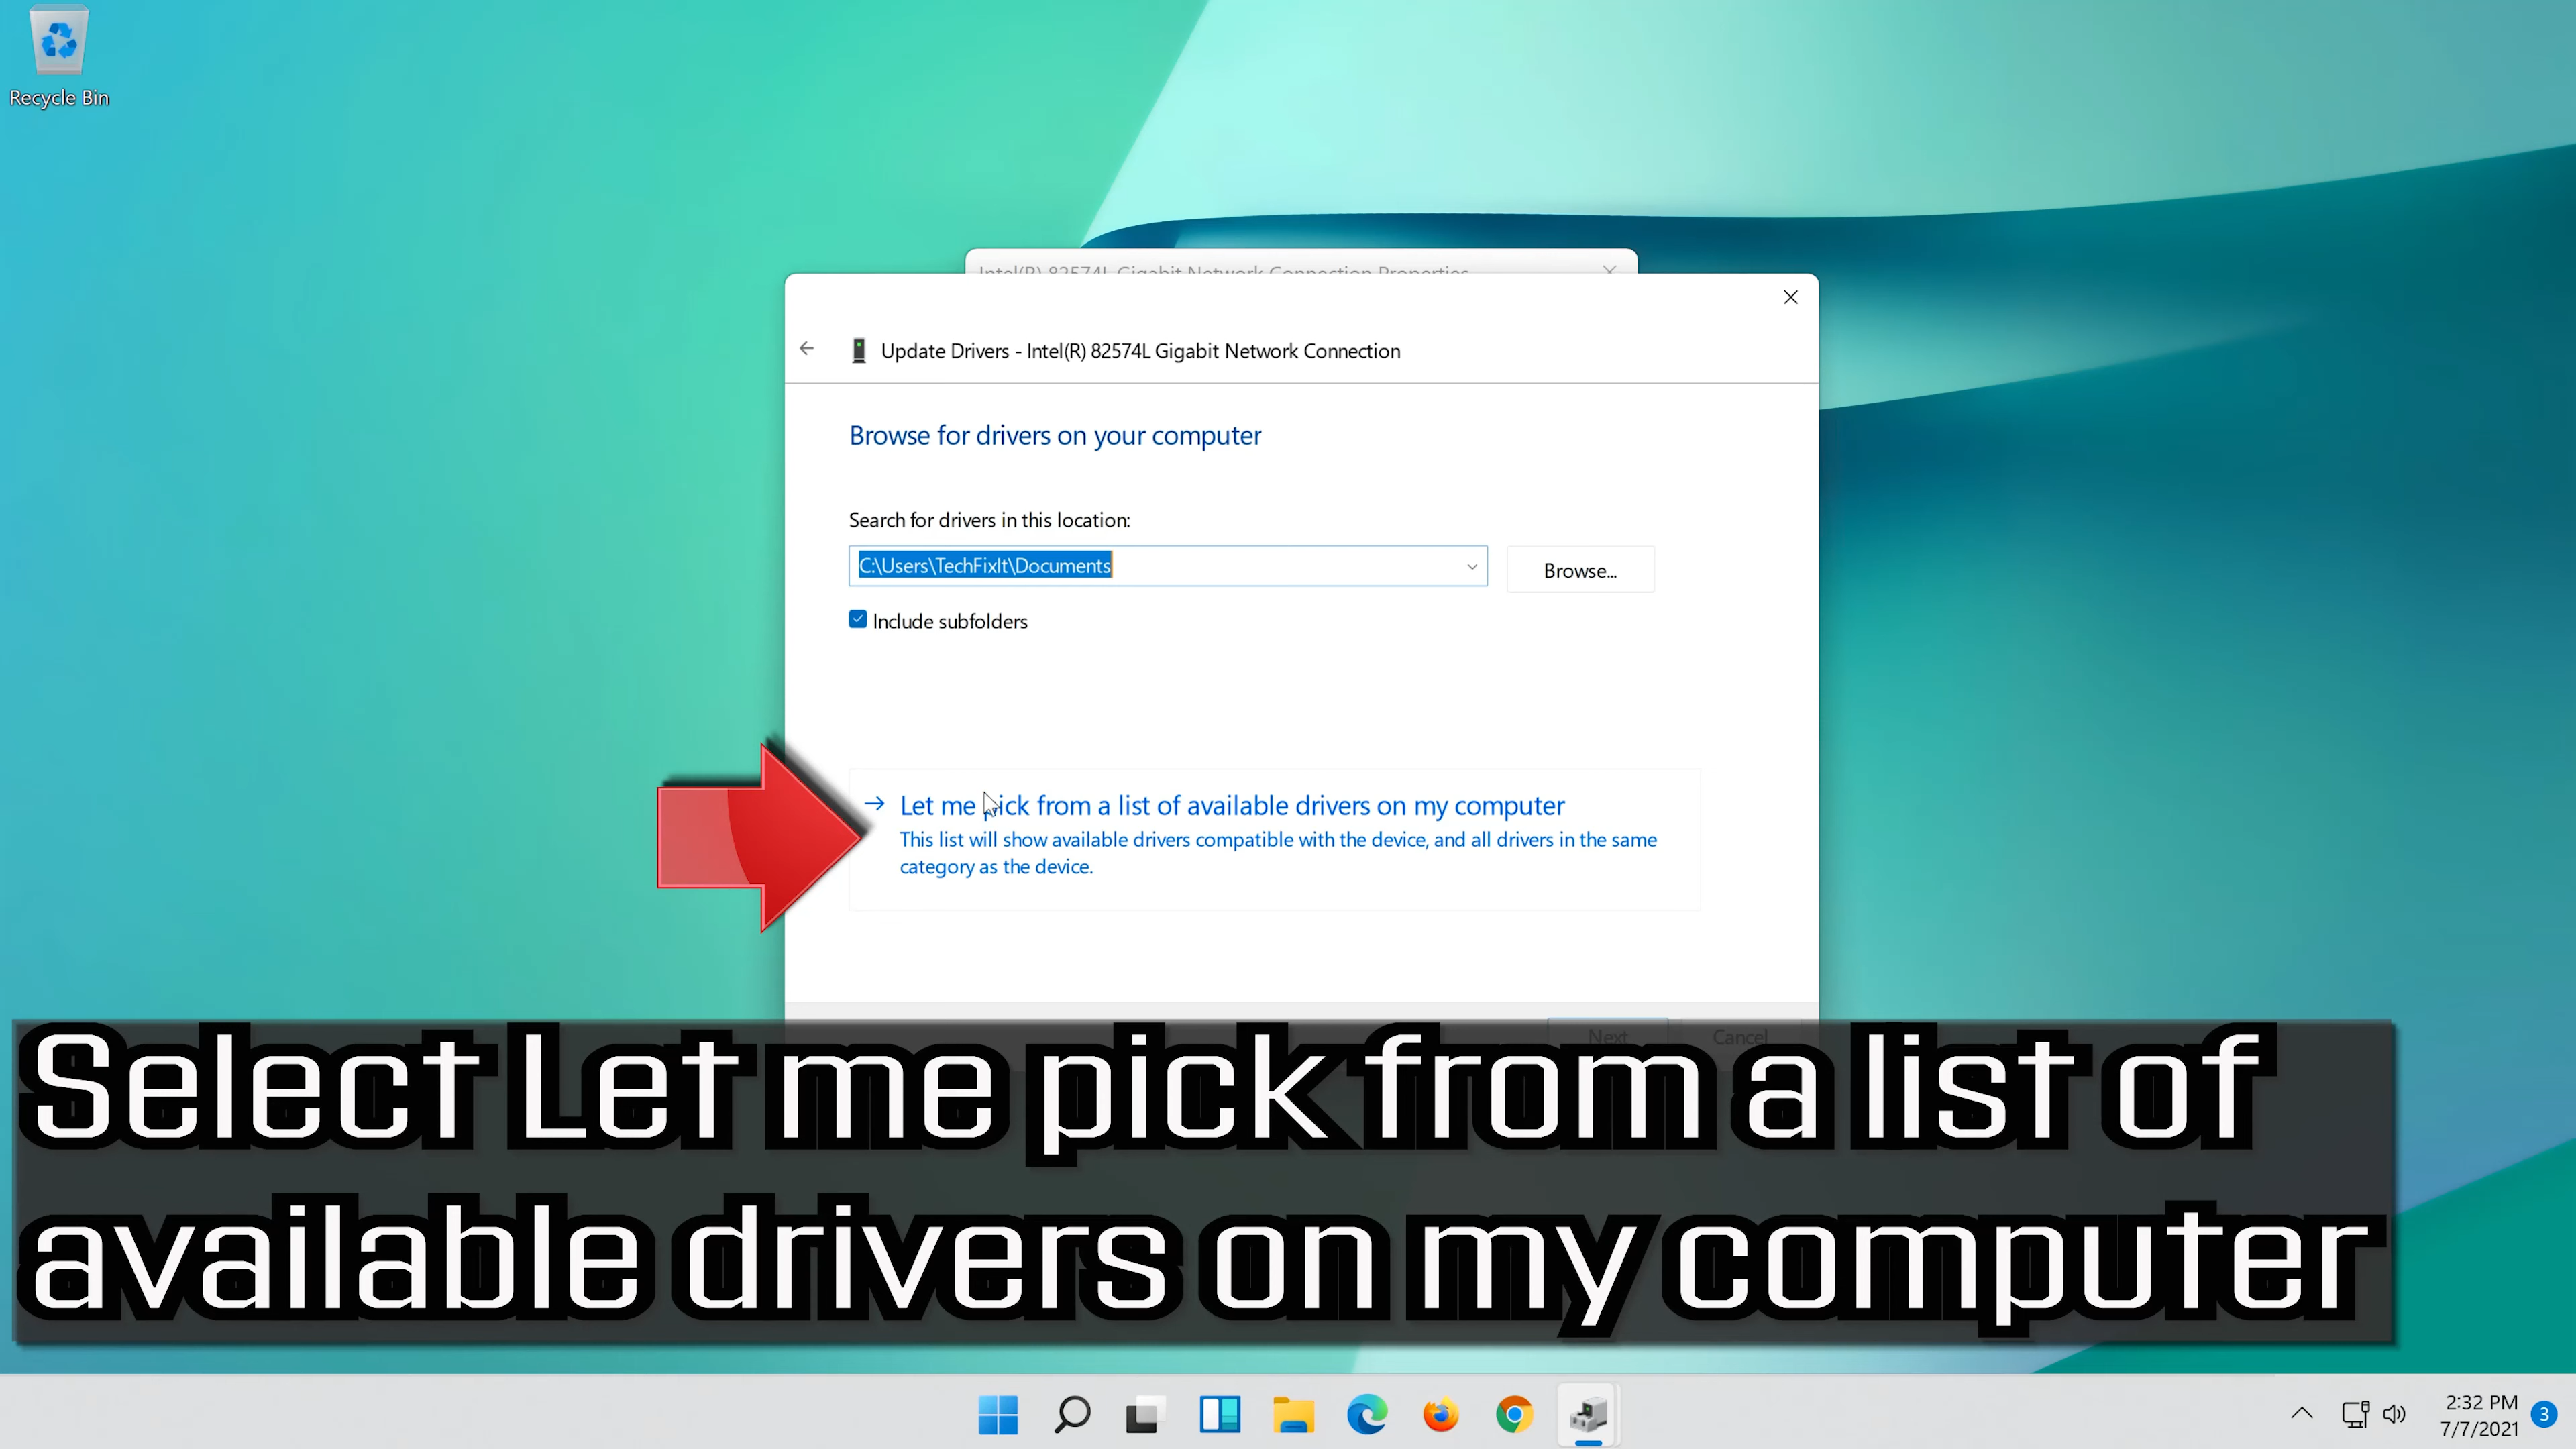 Recycle Bin
Intel(R) 82574L Gigabit Network Connection Properties
Update Drivers - Intel(R) 82574L Gigabit Network Connection
Browse for drivers on your computer
Search for drivers in this location:
C:\Users\TechFixIt\Documents
Browse...
Include subfolders
Let me pick from a list of available drivers on my computer
This list will show available drivers compatible with the device, and all drivers in the same
category as the device.
Next
Cancel
Select Let me pick from a list of
available drivers on my computer
2:32 PM
7/7/2021
3